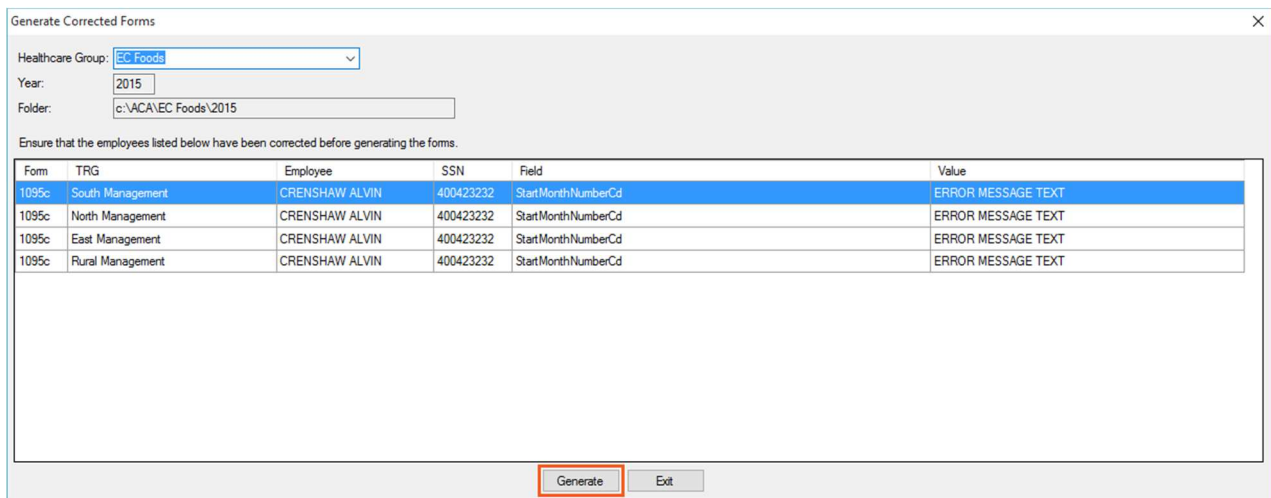 Generate Corrected Forms
Healthcare Group: EC Foods
Year: 2015
Folder: c:\ACA\EC Foods\2015
Ensure that the employees listed below have been corrected before generating the forms.
Form TRG Employee SSN Field Value
1095c South Management CRENSHAW ALVIN 400423232 StartMonthNumberCd ERROR MESSAGE TEXT
1095c North Management CRENSHAW ALVIN 400423232 StartMonthNumberCd ERROR MESSAGE TEXT
1095c East Management CRENSHAW ALVIN 400423232 StartMonthNumberCd ERROR MESSAGE TEXT
1095c Rural Management CRENSHAW ALVIN 400423232 StartMonthNumberCd ERROR MESSAGE TEXT
Generate Exit